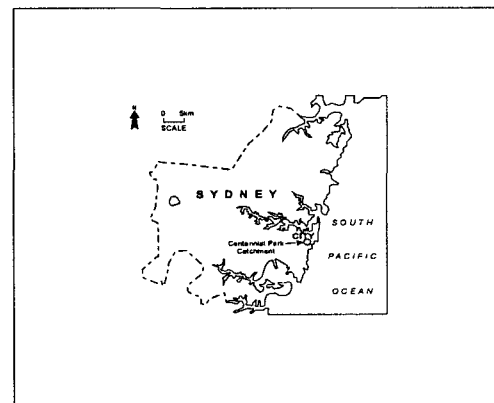 N
0 5km
SCALE
SYDNEY
SOUTH
CITY
Centennial Park
Catchment
PACIFIC
OCEAN